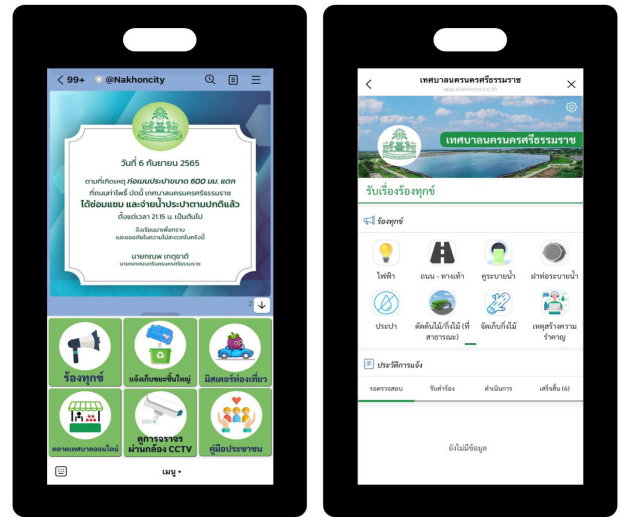 99+
@Nakhoncity
วันที่ 6 กันยายน 2565
ตามที่เกิดเหตุ ท่อเมนประปาขนาด 600 มม. แตก
ที่ถนนท่าโพธิ์ บัดนี้ เทศบาลนครนครศรีธรรมราช
ได้ซ่อมแซม และจ่ายน้ำประปาตามปกติแล้ว
ตั้งแต่เวลา 21.15 น. เป็นต้นไป
จึงเรียนมาเพื่อทราบ
และขออภัยในความไม่สะดวกในครั้งนี้
นายกณพ เกตุชาติ
นายกเทศมนตรีนครนครศรีธรรมราช
ร้องทุกข์
แจ้งเก็บขยะชิ้นใหญ่
มิสเตอร์ท่องเที่ยว
ตลาดเทศบาลออนไลน์
ดูการจราจร
ผ่านกล้อง CCTV
คู่มือประชาชน
เมนู
เทศบาลนครนครศรีธรรมราช
เทศบาลนครนครศรีธรรมราช
รับเรื่องร้องทุกข์
ร้องทุกข์
ไฟฟ้า
ถนน - ทางเท้า
คูระบายน้ำ
ฝาท่อระบายน้ำ
ประปา
ตัดต้นไม้/กิ่งไม้ (ที่
สาธารณะ)
จัดเก็บกิ่งไม้
เหตุสร้างความ
รำคาญ
ประวัติการแจ้ง
รอตรวจสอบ
รับคำร้อง
ดำเนินการ
เสร็จสิ้น (6)
ยังไม่มีข้อมูล